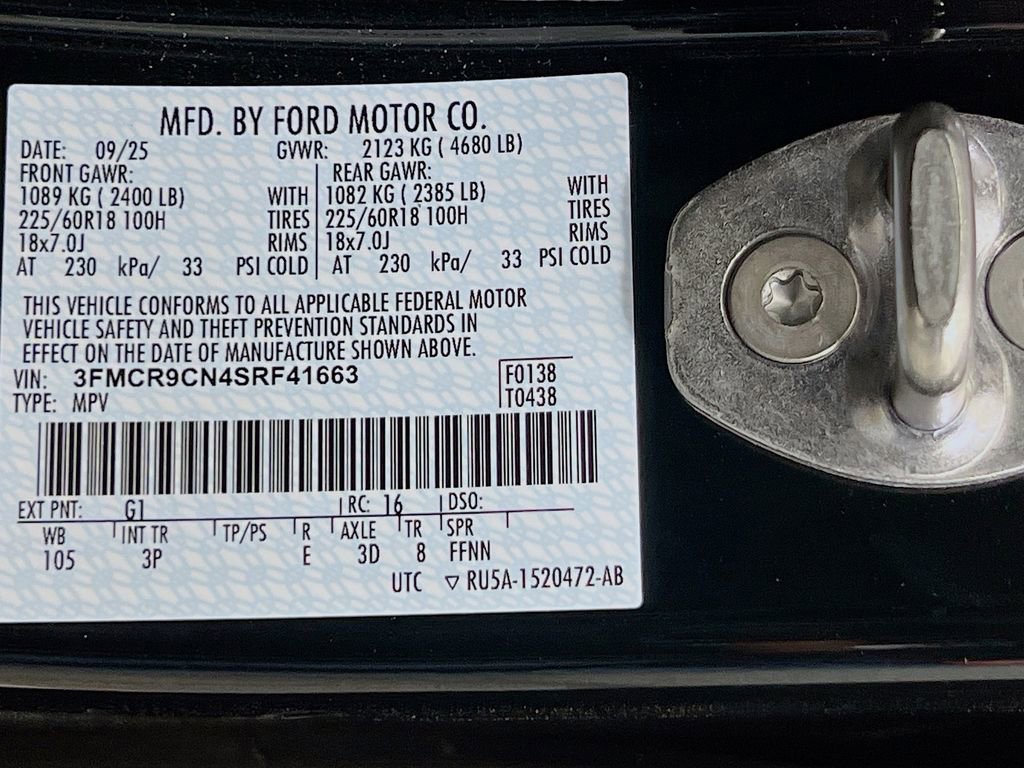 MFD. BY FORD MOTOR CO.
DATE: 09/25 GVWR: 2123 KG ( 4680 LB)
FRONT GAWR: REAR GAWR:
1089 KG ( 2400 LB) WITH 1082 KG ( 2385 LB) WITH
225/60R18 100H TIRES 225/60R18 100H TIRES
18x7.0J RIMS 18x7.0J RIMS
AT 230 kPa/ 33 PSI COLD AT 230 kPa/ 33 PSI COLD
THIS VEHICLE CONFORMS TO ALL APPLICABLE FEDERAL MOTOR
VEHICLE SAFETY AND THEFT PREVENTION STANDARDS IN
EFFECT ON THE DATE OF MANUFACTURE SHOWN ABOVE.
VIN: 3FMCR9CN4SRF41663 F0138
TYPE: MPV T0438
EXT PNT: G1 RC: 16 DSO:
WB INT TR TP/PS R AXLE TR SPR
105 3P E 3D 8 FFNN
UTC ▽ RU5A-1520472-AB